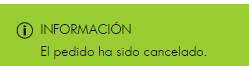 INFORMACIÓN
El pedido ha sido cancelado.